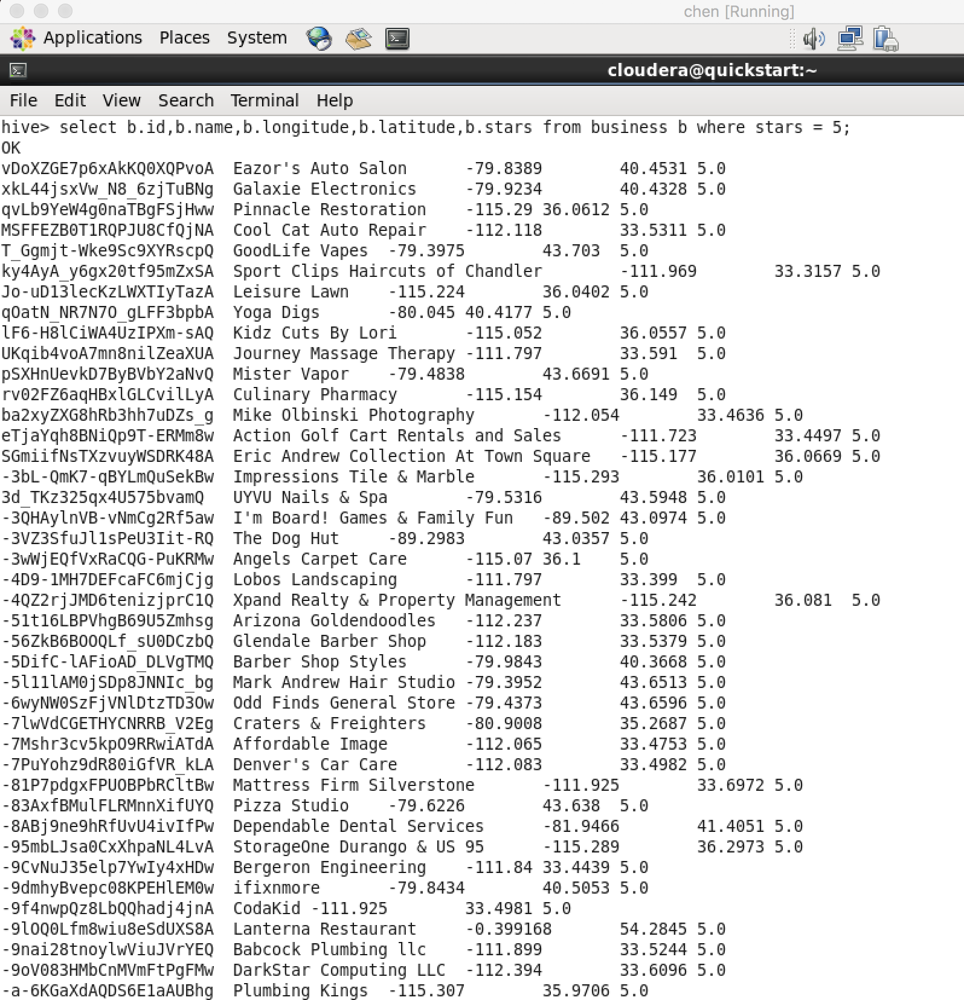 chen [Running]
Applications Places System
cloudera@quickstart:~
File Edit View Search Terminal Help
hive> select b.id,b.name,b.longitude,b.latitude,b.stars from business b where stars = 5;
OK
vDoXZGE7p6xAkKQ0XQPvoA Eazor's Auto Salon -79.8389 40.4531 5.0
xkL44jsxVw_N8_6zjTuBNg Galaxie Electronics -79.9234 40.4328 5.0
qvLb9YeW4g0naTBgFSjHww Pinnacle Restoration -115.29 36.0612 5.0
MSFFEZB0T1RQPJU8CfQjNA Cool Cat Auto Repair -112.118 33.5311 5.0
T_Ggmjt-Wke9Sc9XYRscpQ GoodLife Vapes -79.3975 43.703 5.0
ky4AyA_y6gx20tf95mZxSA Sport Clips Haircuts of Chandler -111.969 33.3157 5.0
Jo-uD13lecKzLWXTIyTazA Leisure Lawn -115.224 36.0402 5.0
qOatN_NR7N7O_gLFF3bpbA Yoga Digs -80.045 40.4177 5.0
lF6-H8lCiWA4UzIPXm-sAQ Kidz Cuts By Lori -115.052 36.0557 5.0
UKqib4voA7mn8nilZeaXUA Journey Massage Therapy -111.797 33.591 5.0
pSXHnUevkD7ByBVbY2aNvQ Mister Vapor -79.4838 43.6691 5.0
rv02FZ6aqHBxlGLCvilLyA Culinary Pharmacy -115.154 36.149 5.0
ba2xyZXG8hRb3hh7uDZs_g Mike Olbinski Photography -112.054 33.4636 5.0
eTjaYqh8BNiQp9T-ERMm8w Action Golf Cart Rentals and Sales -111.723 33.4497 5.0
SGmiifNsTXzvuyWSDRK48A Eric Andrew Collection At Town Square -115.177 36.0669 5.0
-3bL-QmK7-qBYLmQuSekBw Impressions Tile & Marble -115.293 36.0101 5.0
3d_TKz325qx4U575bvamQ UYVU Nails & Spa -79.5316 43.5948 5.0
-3QHAylnVB-vNmCg2Rf5aw I'm Board! Games & Family Fun -89.502 43.0974 5.0
-3VZ3SfuJl1sPeU3Iit-RQ The Dog Hut -89.2983 43.0357 5.0
-3wWjEQfVxRaCQG-PuKRMw Angels Carpet Care -115.07 36.1 5.0
-4D9-1MH7DEFcaFC6mjCjg Lobos Landscaping -111.797 33.399 5.0
-4QZ2rjJMD6tenizjprC1Q Xpand Realty & Property Management -115.242 36.081 5.0
-51t16LBPVhgB69U5Zmhsg Arizona Goldendoodles -112.237 33.5806 5.0
-56ZkB6BOOQLf_sU0DCzbQ Glendale Barber Shop -112.183 33.5379 5.0
-5DifC-lAFioAD_DLVgTMQ Barber Shop Styles -79.9843 40.3668 5.0
-5l11lAM0jSDp8JNNIc_bg Mark Andrew Hair Studio -79.3952 43.6513 5.0
-6wyNW0SzFjVNlDtzTD3Ow Odd Finds General Store -79.4373 43.6596 5.0
-7lwVdCGETHYCNRRB_V2Eg Craters & Freighters -80.9008 35.2687 5.0
-7Mshr3cv5kpO9RRwiATdA Affordable Image -112.065 33.4753 5.0
-7PuYohz9dR80iGfVR_kLA Denver's Car Care -112.083 33.4982 5.0
-81P7pdgxFPUOBPbRCltBw Mattress Firm Silverstone -111.925 33.6972 5.0
-83AxfBMulFLRMnnXifUYQ Pizza Studio -79.6226 43.638 5.0
-8ABj9ne9hRfUvU4ivIfPw Dependable Dental Services -81.9466 41.4051 5.0
-95mbLJsa0CxXhpaNL4LvA StorageOne Durango & US 95 -115.289 36.2973 5.0
-9CvNuJ35elp7YwIy4xHDw Bergeron Engineering -111.84 33.4439 5.0
-9dmhyBvepc08KPEHlEM0w ifixnmore -79.8434 40.5053 5.0
-9f4nwpQz8LbQQhadj4jnA CodaKid -111.925 33.4981 5.0
-9lOQ0Lfm8wiu8eSdUXS8A Lanterna Restaurant -0.399168 54.2845 5.0
-9nai28tnoylwViuJVrYEQ Babcock Plumbing llc -111.899 33.5244 5.0
-9oV083HMbCnMVmFtPgFMw DarkStar Computing LLC -112.394 33.6096 5.0
-a-6KGaXdAQDS6E1aAUBhg Plumbing Kings -115.307 35.9706 5.0